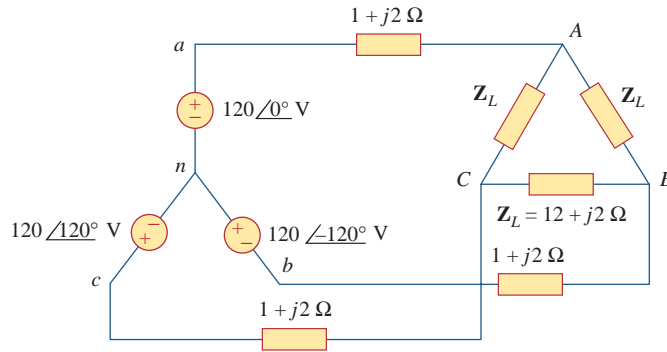 1 + j2 Ω
a
A
+
−
120 ∠0° V
Z_L
Z_L
n
C
B
120 ∠120° V
−
+
+
−
120 ∠−120° V
Z_L = 12 + j2 Ω
b
1 + j2 Ω
c
1 + j2 Ω